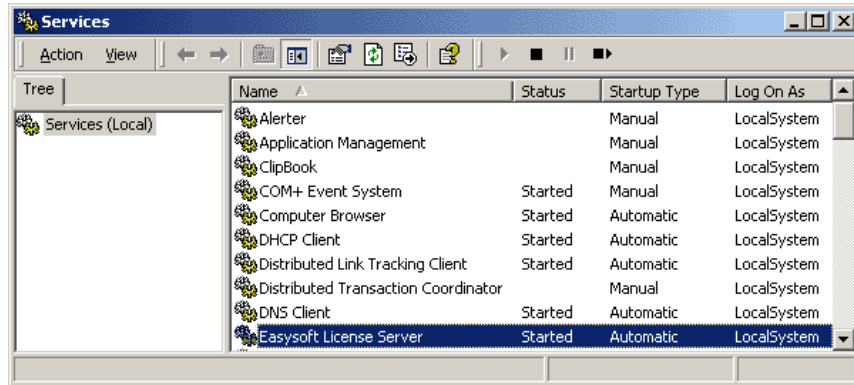 Services
Action View
Tree
Name Status Startup Type Log On As
Services (Local)
Alerter Manual LocalSystem
Application Management Manual LocalSystem
ClipBook Manual LocalSystem
COM+ Event System Started Manual LocalSystem
Computer Browser Started Automatic LocalSystem
DHCP Client Started Automatic LocalSystem
Distributed Link Tracking Client Started Automatic LocalSystem
Distributed Transaction Coordinator Manual LocalSystem
DNS Client Started Automatic LocalSystem
Easysoft License Server Started Automatic LocalSystem